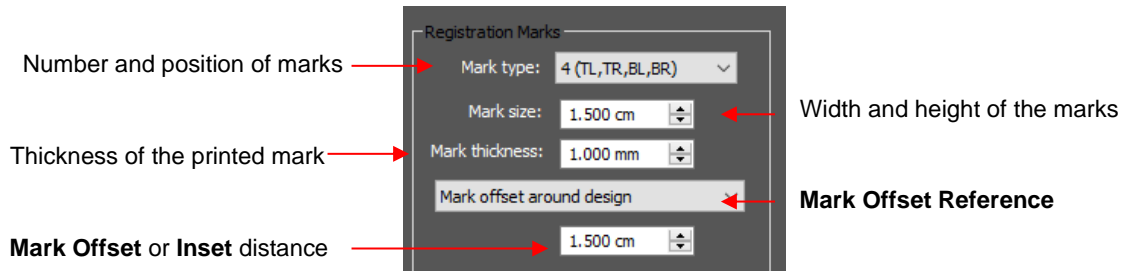 Registration Marks
Number and position of marks
Mark type: 4 (TL,TR,BL,BR)
Mark size: 1.500 cm
Width and height of the marks
Thickness of the printed mark
Mark thickness: 1.000 mm
Mark offset around design
Mark Offset Reference
Mark Offset or Inset distance
1.500 cm